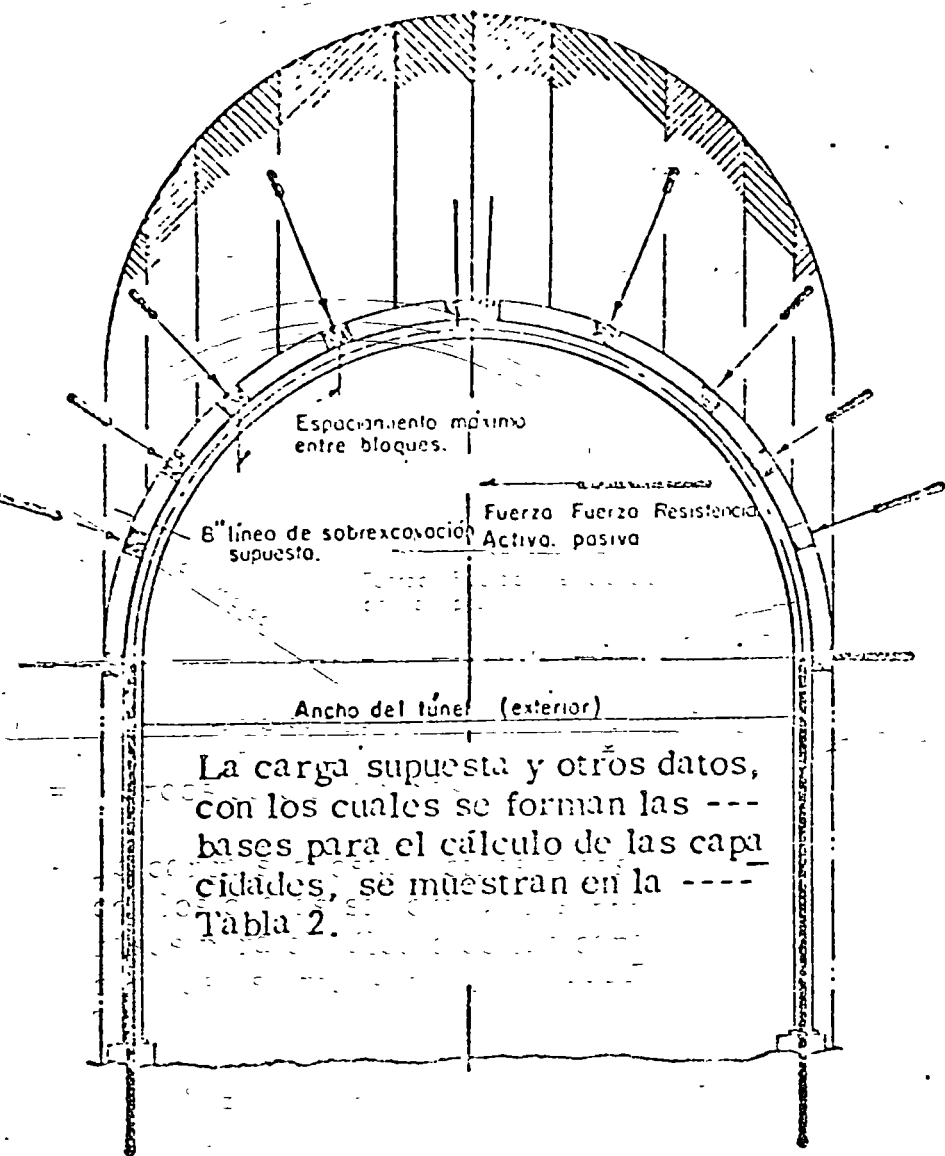 Espaciamiento máximo
entre bloques.
8" línea de sobrexcavación
supuesta.
Fuerza Fuerza Resistencia
Activa. pasiva
Ancho del túnel (exterior)
La carga supuesta y otros datos,
con los cuales se forman las ---
bases para el cálculo de las capa
cidades, se muestran en la ----
Tabla 2.